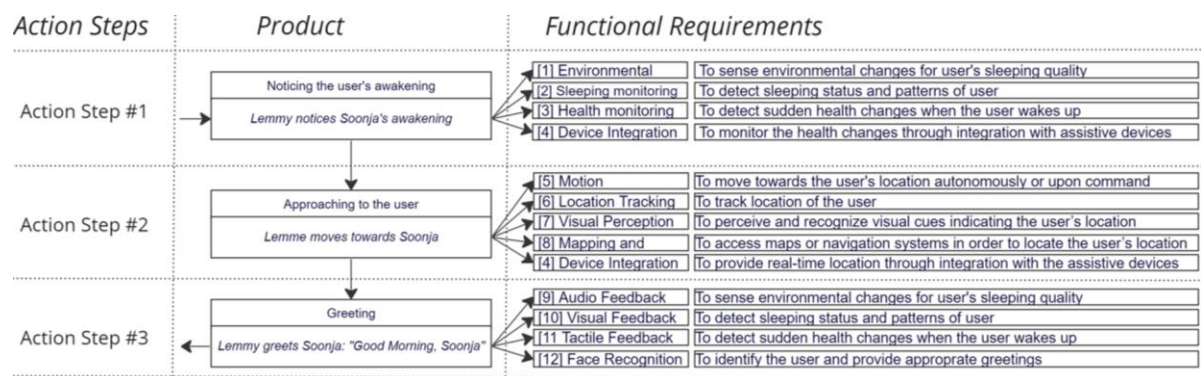 Action Steps Product Functional Requirements
Action Step #1
Noticing the user's awakening
Lemmy notices Soonja's awakening
[1] Environmental To sense environmental changes for user's sleeping quality
[2] Sleeping monitoring To detect sleeping status and patterns of user
[3] Health monitoring To detect sudden health changes when the user wakes up
[4] Device Integration To monitor the health changes through integration with assistive devices
Action Step #2
Approaching to the user
Lemme moves towards Soonja
[5] Motion To move towards the user's location autonomously or upon command
[6] Location Tracking To track location of the user
[7] Visual Perception To perceive and recognize visual cues indicating the user's location
[8] Mapping and To access maps or navigation systems in order to locate the user's location
[4] Device Integration To provide real-time location through integration with the assistive devices
Action Step #3
Greeting
Lemmy greets Soonja: "Good Morning, Soonja"
[9] Audio Feedback To sense environmental changes for user's sleeping quality
[10] Visual Feedback To detect sleeping status and patterns of user
[11 Tactile Feedback To detect sudden health changes when the user wakes up
[12] Face Recognition To identify the user and provide approprate greetings